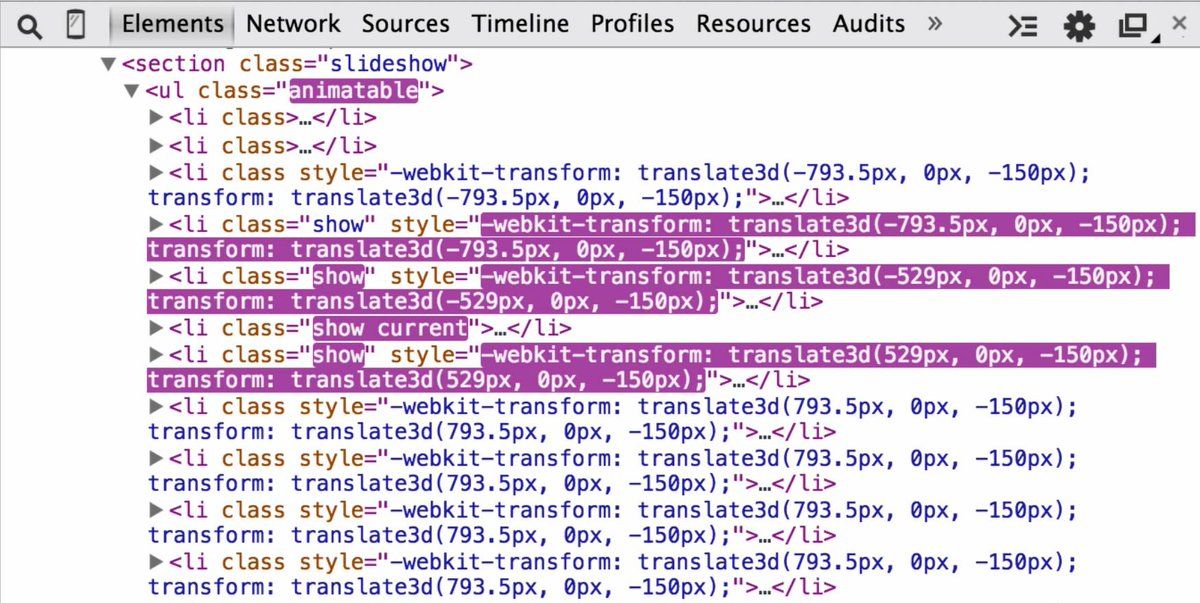 Elements Network Sources Timeline Profiles Resources Audits »
▼<section class="slideshow">
▼<ul class="animatable">
▶<li class>…</li>
▶<li class>…</li>
▶<li class style="-webkit-transform: translate3d(-793.5px, 0px, -150px);
transform: translate3d(-793.5px, 0px, -150px);">…</li>
▶<li class="show" style="-webkit-transform: translate3d(-793.5px, 0px, -150px);
transform: translate3d(-793.5px, 0px, -150px);">…</li>
▶<li class="show" style="-webkit-transform: translate3d(-529px, 0px, -150px);
transform: translate3d(-529px, 0px, -150px);">…</li>
▶<li class="show current">…</li>
▶<li class="show" style="-webkit-transform: translate3d(529px, 0px, -150px);
transform: translate3d(529px, 0px, -150px);">…</li>
▶<li class style="-webkit-transform: translate3d(793.5px, 0px, -150px);
transform: translate3d(793.5px, 0px, -150px);">…</li>
▶<li class style="-webkit-transform: translate3d(793.5px, 0px, -150px);
transform: translate3d(793.5px, 0px, -150px);">…</li>
▶<li class style="-webkit-transform: translate3d(793.5px, 0px, -150px);
transform: translate3d(793.5px, 0px, -150px);">…</li>
▶<li class style="-webkit-transform: translate3d(793.5px, 0px, -150px);
transform: translate3d(793.5px, 0px, -150px);">…</li>